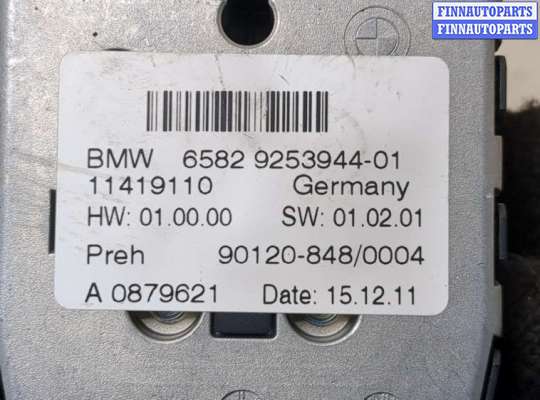 FINNAUTOPARTS
FINNAUTOPARTS
BMW 6582 9253944-01
11419110 Germany
HW: 01.00.00 SW: 01.02.01
Preh 90120-848/0004
A 0879621 Date: 15.12.11